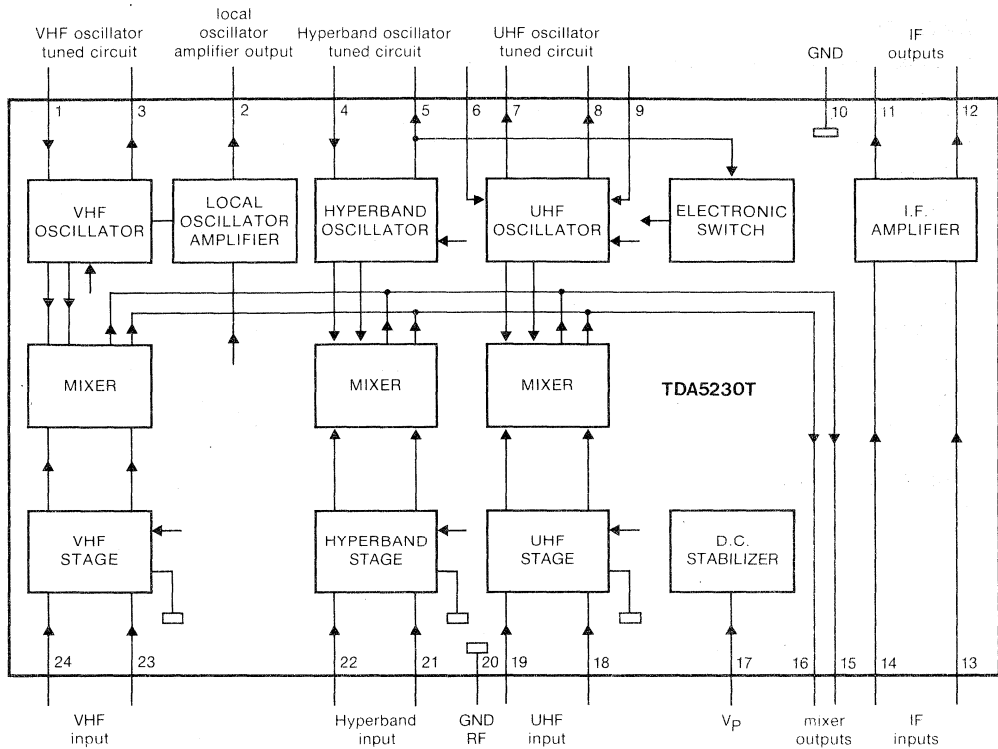 VHF oscillator
tuned circuit
local
oscillator
amplifier output
Hyperband oscillator
tuned circuit
UHF oscillator
tuned circuit
GND
IF
outputs
1
3
2
4
5
6
7
8
9
10
11
12
VHF
OSCILLATOR
LOCAL
OSCILLATOR
AMPLIFIER
HYPERBAND
OSCILLATOR
UHF
OSCILLATOR
ELECTRONIC
SWITCH
I.F.
AMPLIFIER
MIXER
MIXER
MIXER
TDA5230T
VHF
STAGE
HYPERBAND
STAGE
UHF
STAGE
D.C.
STABILIZER
24
23
22
21
20
19
18
17
16
15
14
13
VHF
input
Hyperband
input
GND
RF
UHF
input
VP
mixer
outputs
IF
inputs